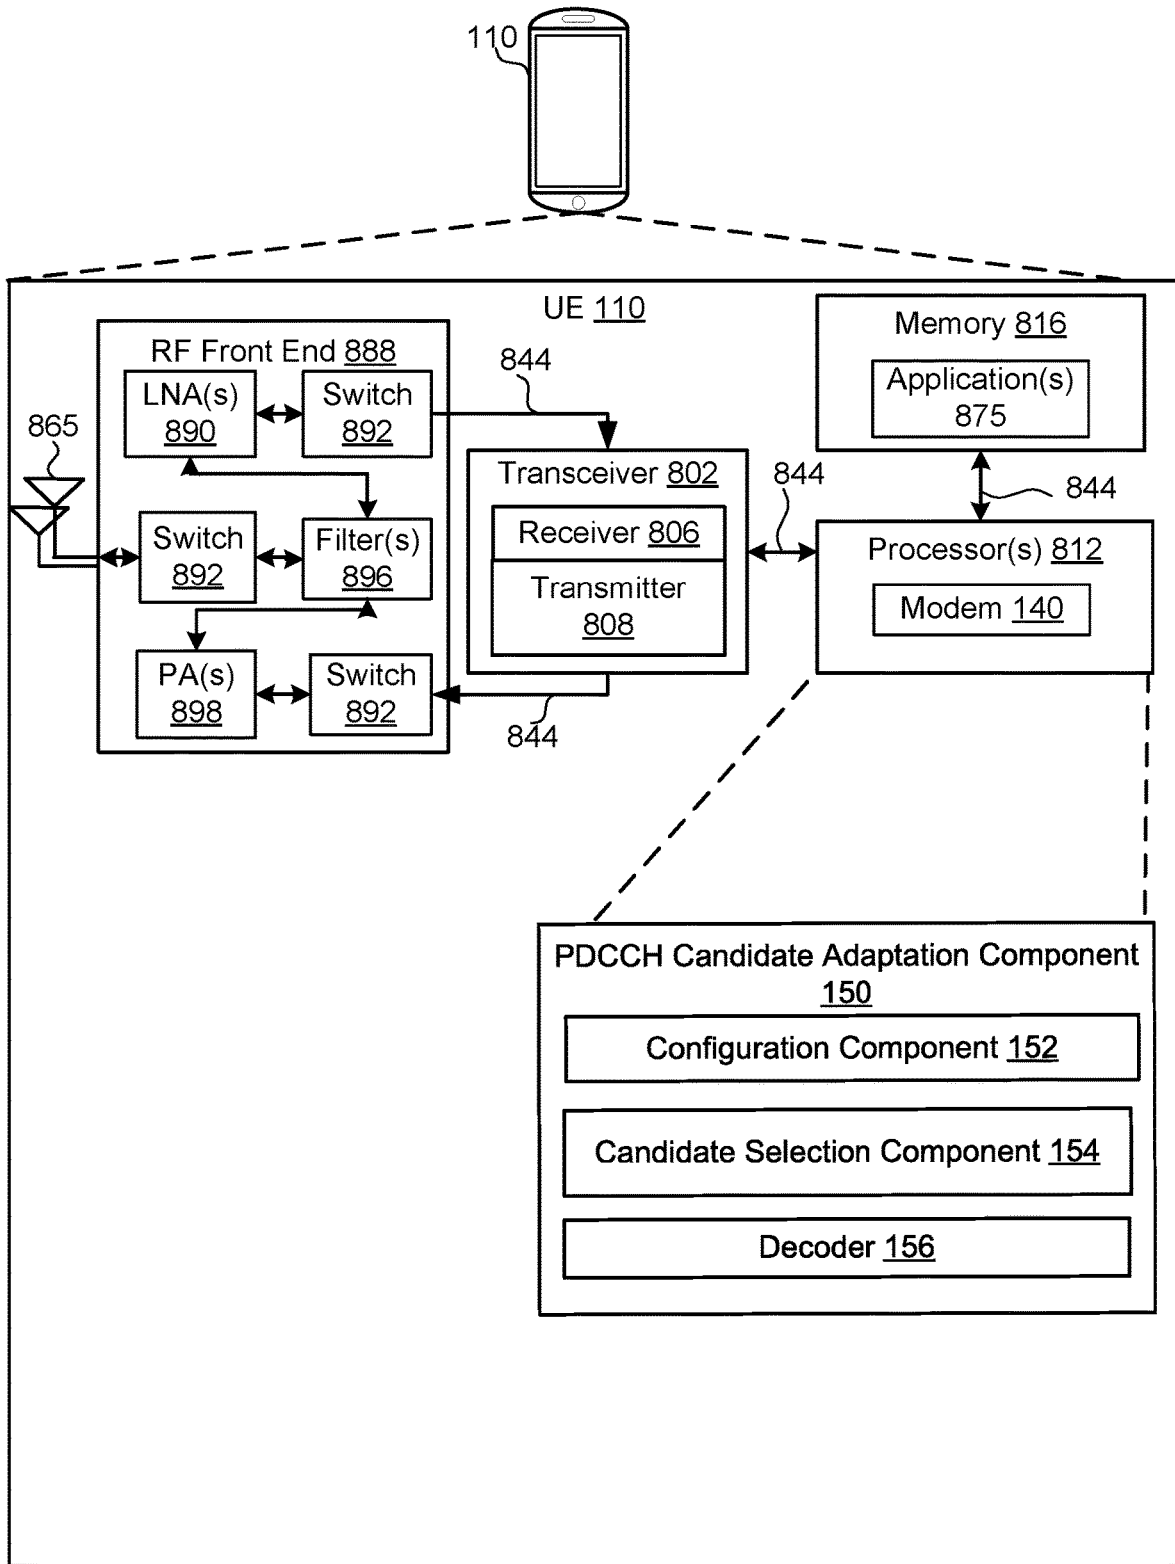 110
UE 110
RF Front End 888
LNA(s)
890
Switch
892
844
865
Switch
892
Filter(s)
896
PA(s)
898
Switch
892
844
Transceiver 802
Receiver 806
Transmitter
808
844
Memory 816
Application(s)
875
844
Processor(s) 812
Modem 140
PDCCH Candidate Adaptation Component
150
Configuration Component 152
Candidate Selection Component 154
Decoder 156